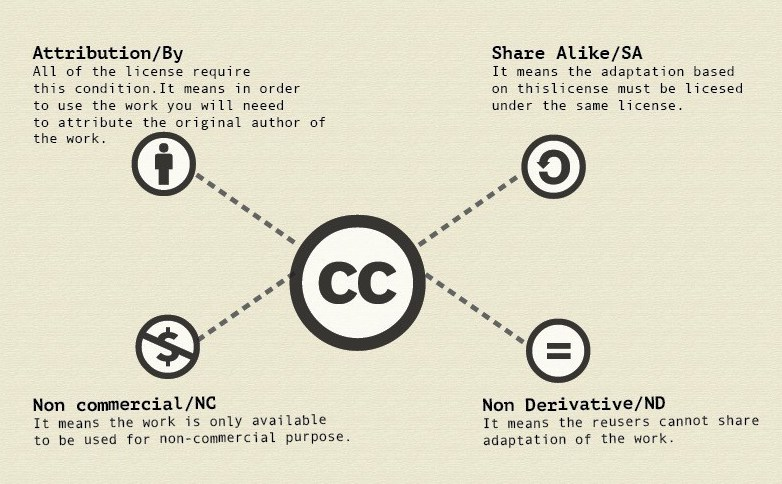 Attribution/By
All of the license require
this condition.It means in order
to use the work you will neeed
to attribute the original author of
the work.
Share Alike/SA
It means the adaptation based
on thislicense must be licesed
under the same license.
CC
$
=
Non commercial/NC
It means the work is only available
to be used for non-commercial purpose.
Non Derivative/ND
It means the reusers cannot share
adaptation of the work.